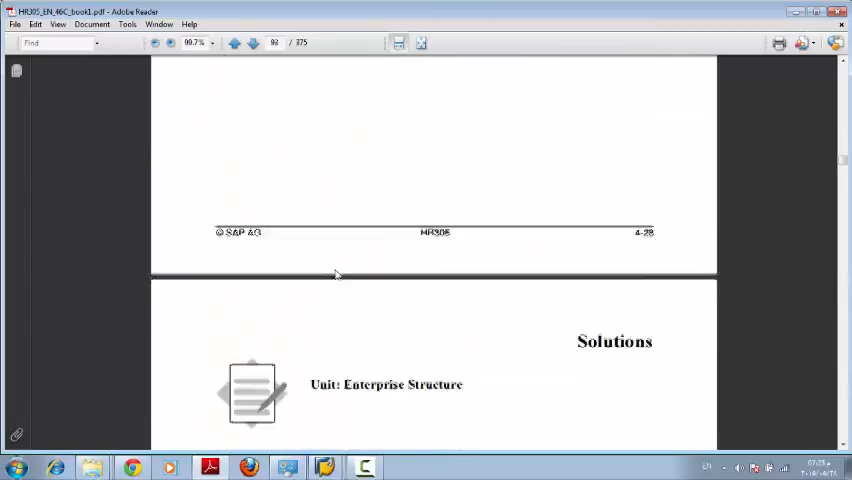 HR305_EN_46C_book1.pdf - Adobe Reader
File Edit View Document Tools Window Help
Find 99.7% 93 / 375
© SAP AG HR305 4-28
Solutions
Unit: Enterprise Structure
EN